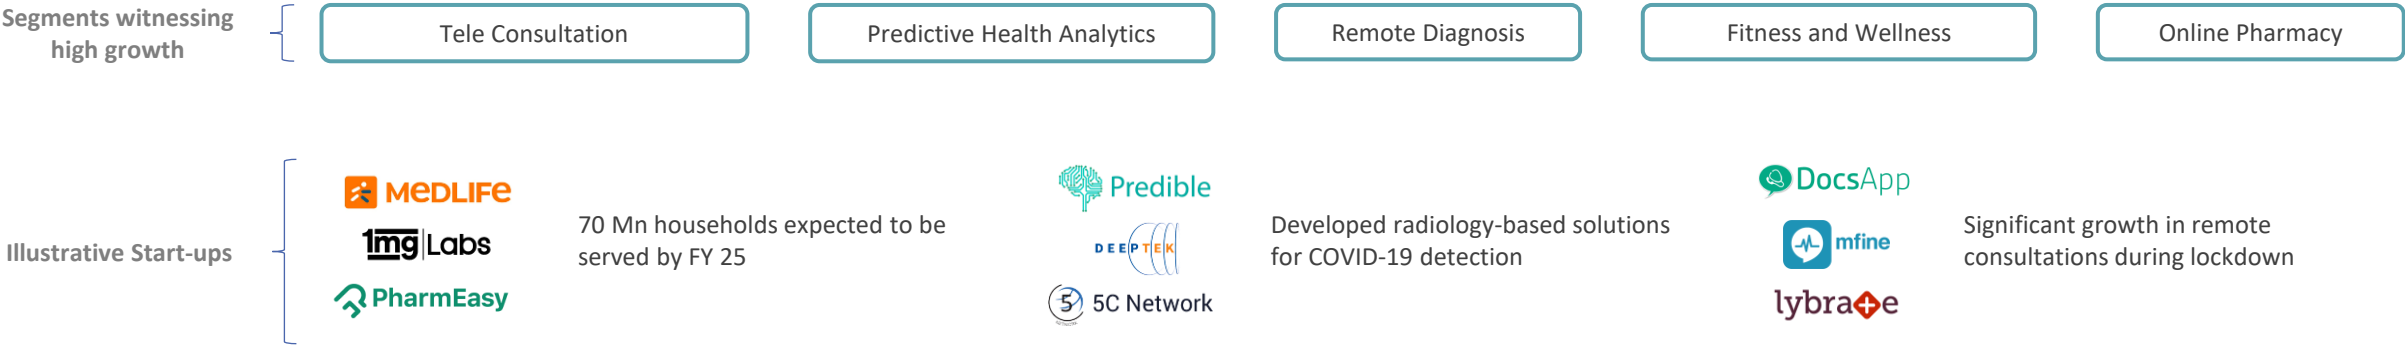 Segments witnessing
high growth
Tele Consultation
Predictive Health Analytics
Remote Diagnosis
Fitness and Wellness
Online Pharmacy
Illustrative Start-ups
MEDLIFE
1mg Labs
PharmEasy
70 Mn households expected to be
served by FY 25
Predible
DEEPTEK
5
5C Network
Developed radiology-based solutions
for COVID-19 detection
DocsApp
mfine
lybrate
Significant growth in remote
consultations during lockdown